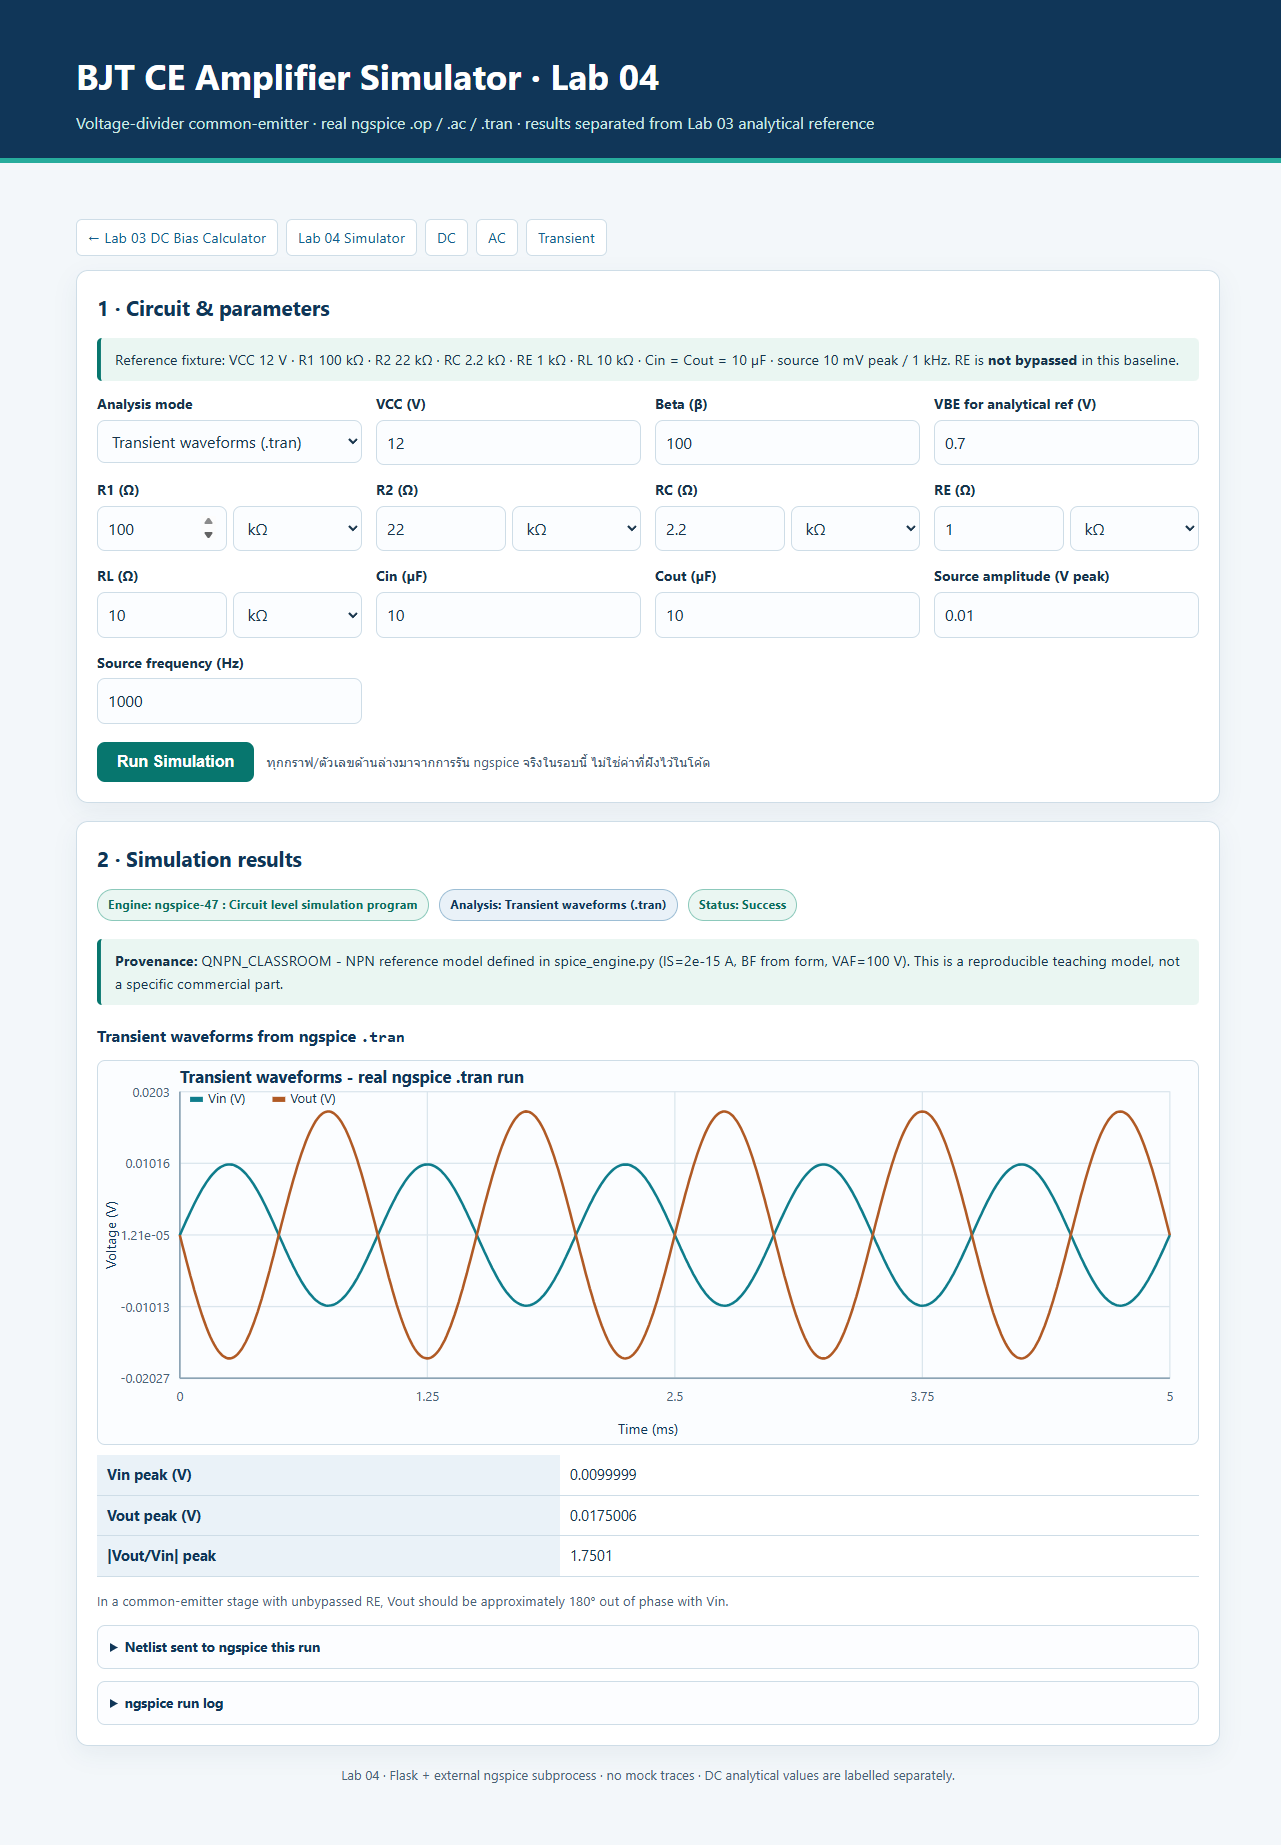 BJT CE Amplifier Simulator · Lab 04
Voltage-divider common-emitter · real ngspice .op / .ac / .tran · results separated from Lab 03 analytical reference
← Lab 03 DC Bias Calculator
Lab 04 Simulator
DC
AC
Transient
1 · Circuit & parameters
Reference fixture: VCC 12 V · R1 100 kΩ · R2 22 kΩ · RC 2.2 kΩ · RE 1 kΩ · RL 10 kΩ · Cin = Cout = 10 µF · source 10 mV peak / 1 kHz. RE is not bypassed in this baseline.
Analysis mode
Transient waveforms (.tran)
VCC (V)
12
Beta (β)
100
VBE for analytical ref (V)
0.7
R1 (Ω)
100
kΩ
R2 (Ω)
22
kΩ
RC (Ω)
2.2
kΩ
RE (Ω)
1
kΩ
RL (Ω)
10
kΩ
Cin (µF)
10
Cout (µF)
10
Source amplitude (V peak)
0.01
Source frequency (Hz)
1000
Run Simulation
ทุกกราฟ/ตัวเลขด้านล่างมาจากการรัน ngspice จริงในรอบนี้ ไม่ใช่ค่าที่ฝังไว้ในโค้ด
2 · Simulation results
Engine: ngspice-47 : Circuit level simulation program
Analysis: Transient waveforms (.tran)
Status: Success
Provenance: QNPN_CLASSROOM - NPN reference model defined in spice_engine.py (IS=2e-15 A, BF from form, VAF=100 V). This is a reproducible teaching model, not
a specific commercial part.
Transient waveforms from ngspice .tran
Transient waveforms - real ngspice .tran run
Vin (V)
Vout (V)
0.0203
0.01016
1.21e-05
-0.01013
-0.02027
Voltage (V)
0
1.25
2.5
3.75
5
Time (ms)
Vin peak (V)
0.0099999
Vout peak (V)
0.0175006
|Vout/Vin| peak
1.7501
In a common-emitter stage with unbypassed RE, Vout should be approximately 180° out of phase with Vin.
▶ Netlist sent to ngspice this run
▶ ngspice run log
Lab 04 · Flask + external ngspice subprocess · no mock traces · DC analytical values are labelled separately.